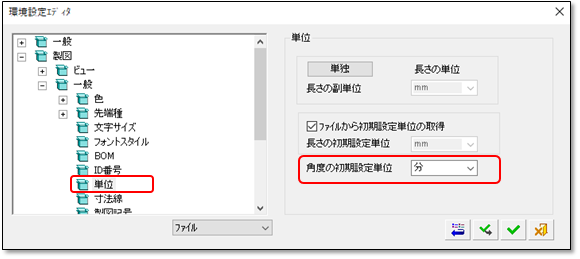 環境設定エディタ
一般
製図
ビュー
一般
色
先端種
文字サイズ
フォントスタイル
BOM
ID番号
単位
寸法線
製図記号
ファイル
単位
単独
長さの単位
長さの副単位
mm
ファイルから初期設定単位の取得
長さの初期設定単位
mm
角度の初期設定単位
分